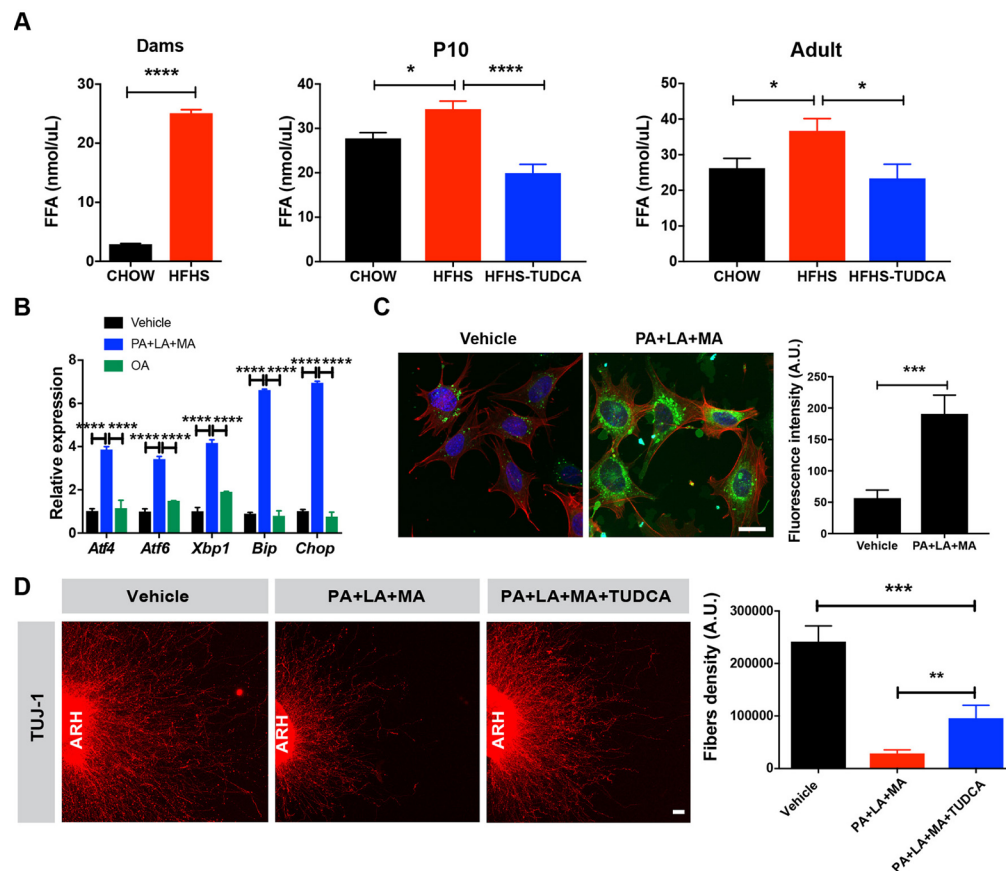 A
Dams
****
FFA (nmol/uL)
30
20
10
0
CHOW HFHS
P10
* ****
FFA (nmol/uL)
40
30
20
10
0
CHOW HFHS HFHS-TUDCA
Adult
* *
FFA (nmol/uL)
50
40
30
20
10
0
CHOW HFHS HFHS-TUDCA
B
Vehicle
PA+LA+MA
OA
Relative expression
8
6
4
2
0
**** ****
**** ****
**** ****
**** ****
**** ****
Atf4 Atf6 Xbp1 Bip Chop
C
Vehicle PA+LA+MA
Fluorescence intensity (A.U.)
250
200
150
100
50
0
***
Vehicle PA+LA+MA
D
Vehicle PA+LA+MA PA+LA+MA+TUDCA
TUJ-1
ARH
ARH
ARH
Fibers density (A.U.)
300000
200000
100000
0
***
**
Vehicle
PA+LA+MA
PA+LA+MA+TUDCA